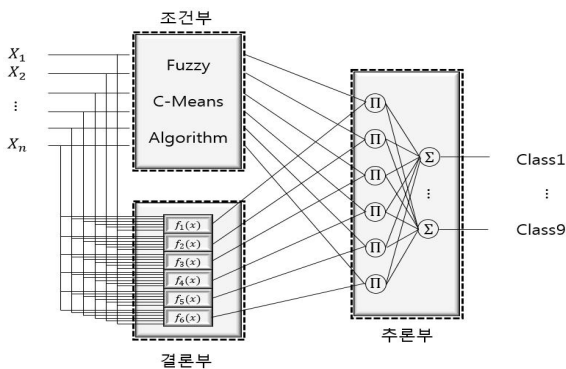 조건부
X₁
X₂
⋮
Xₙ
Fuzzy
C-Means
Algorithm
f₁(x)
f₂(x)
f₃(x)
f₄(x)
f₅(x)
f₆(x)
결론부
Π
Π
Π
Π
Π
Π
Σ
⋮
Σ
추론부
Class1
⋮
Class9